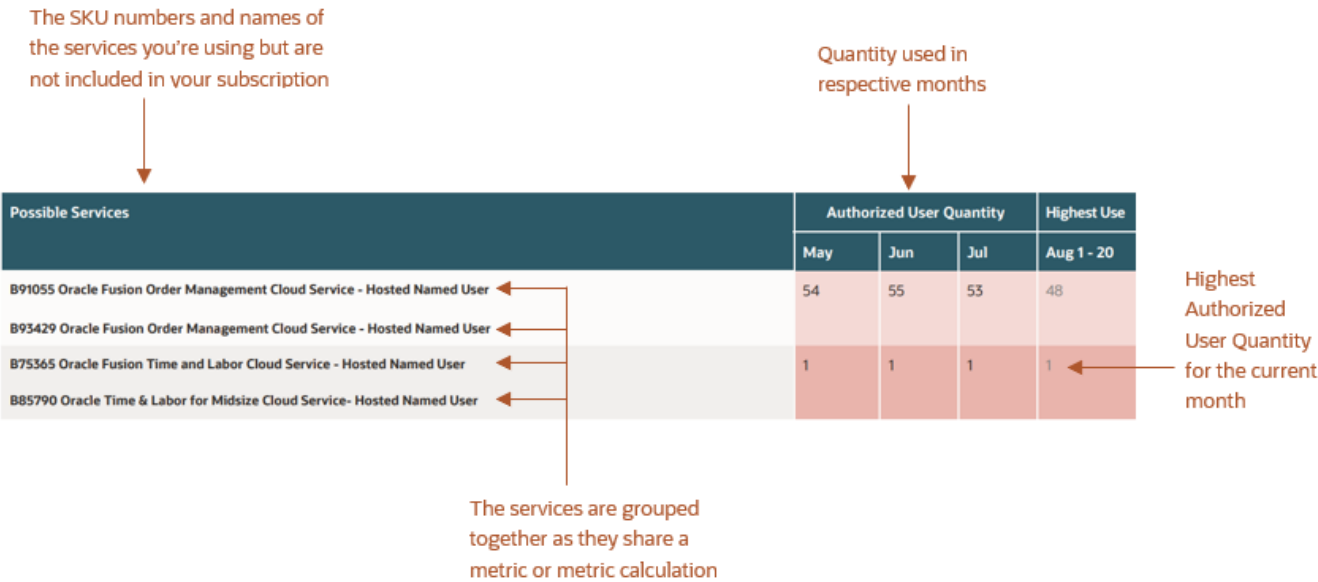 The SKU numbers and names of
the services you're using but are
not included in your subscription
Quantity used in
respective months
Possible Services
Authorized User Quantity
Highest Use
May
Jun
Jul
Aug 1 - 20
B91055 Oracle Fusion Order Management Cloud Service - Hosted Named User
54
55
53
48
B93429 Oracle Fusion Order Management Cloud Service - Hosted Named User
B75365 Oracle Fusion Time and Labor Cloud Service - Hosted Named User
1
1
1
1
B85790 Oracle Time & Labor for Midsize Cloud Service- Hosted Named User
Highest
Authorized
User Quantity
for the current
month
The services are grouped
together as they share a
metric or metric calculation